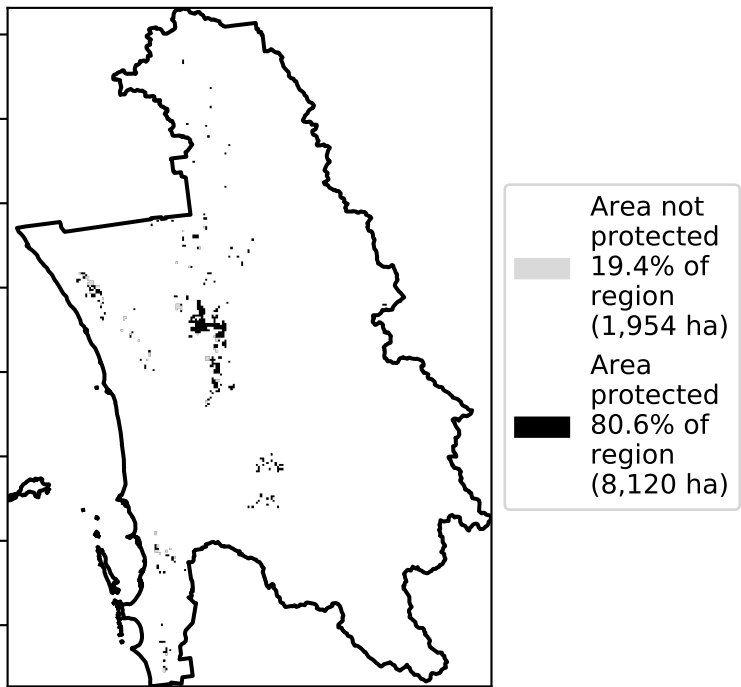 Area not
protected
19.4% of
region
(1,954 ha)
Area
protected
80.6% of
region
(8,120 ha)